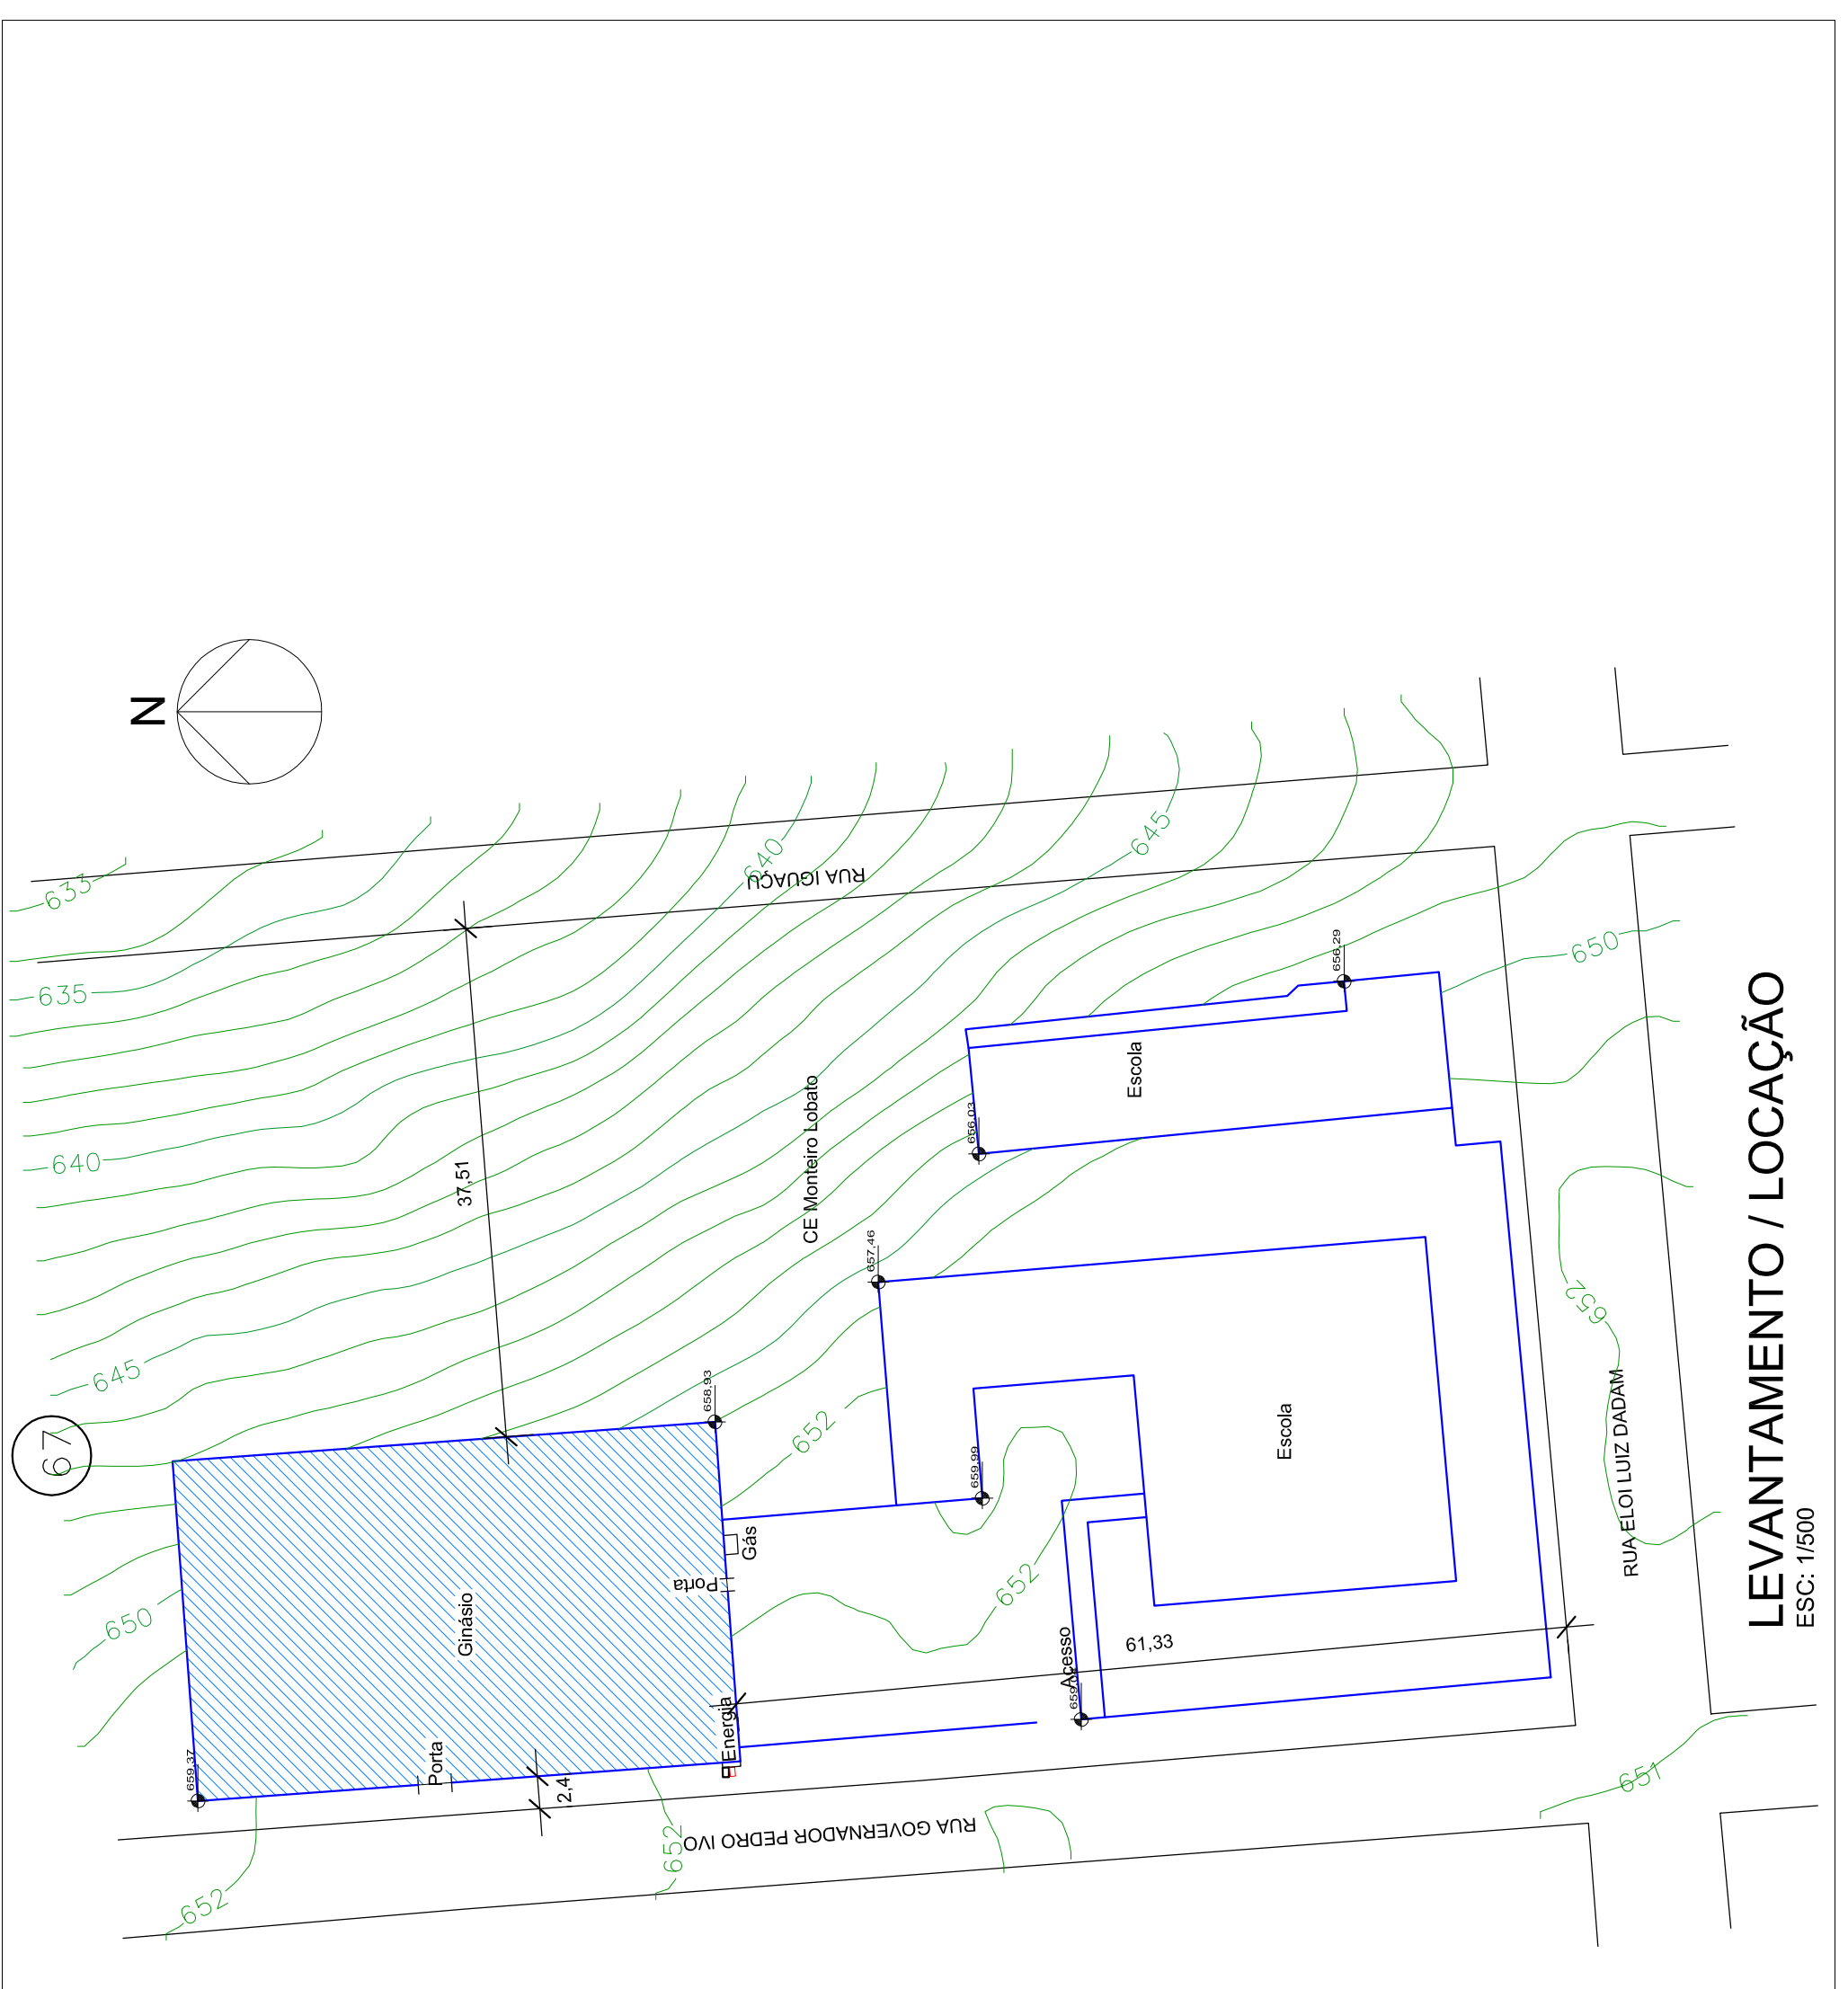 N
633
640
RUA IGUAÇU
645
635
650
656,29
640
37,51
CE Monteiro Lobato
656,03
Escola
645
657,46
652
67
658,93
652
659,99
Escola
RUA ELOI LUIZ DADAM
650
Ginásio
Porta
Gás
652
Acesso
61,33
659,37
Porta
Energia
2,4
652
652
RUA GOVERNADOR PEDRO IVO
651
LEVANTAMENTO / LOCAÇÃO
ESC: 1/500